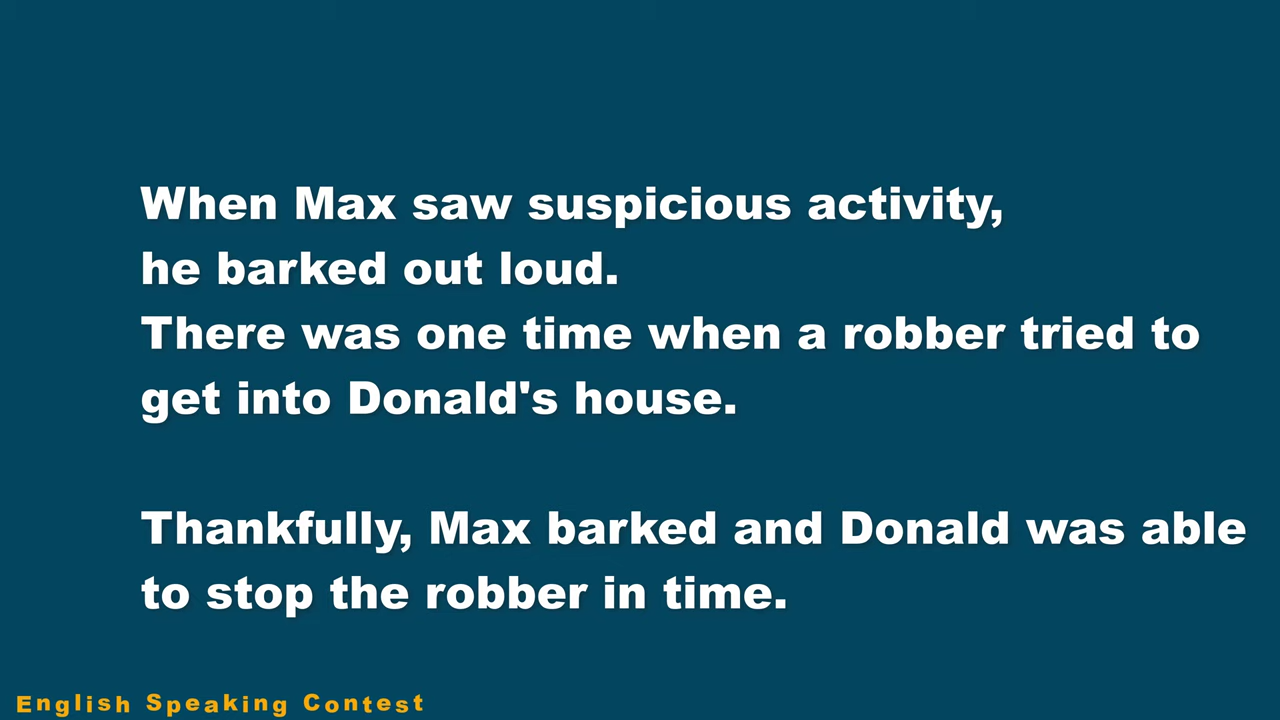 When Max saw suspicious activity,
he barked out loud.
There was one time when a robber tried to
get into Donald's house.
Thankfully, Max barked and Donald was able
to stop the robber in time.
English Speaking Contest